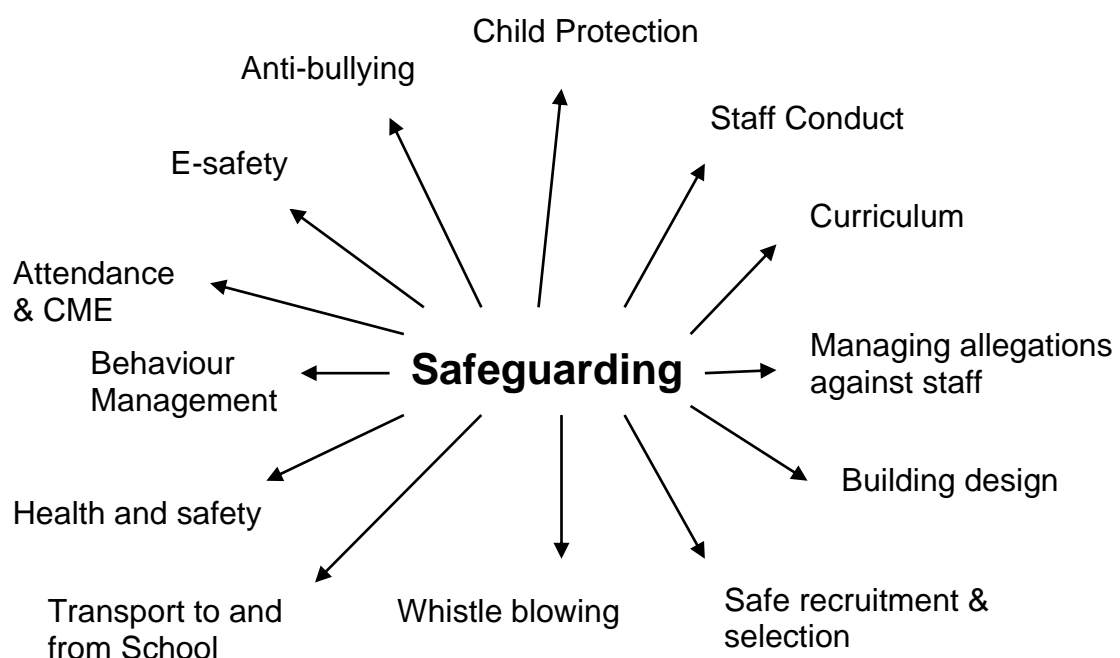 Child Protection
Anti-bullying
Staff Conduct
E-safety
Curriculum
Attendance
& CME
Managing allegations
against staff
Behaviour
Management
Safeguarding
Building design
Health and safety
Transport to and
from School
Whistle blowing
Safe recruitment &
selection